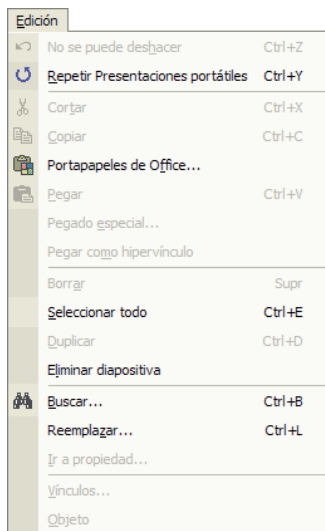 Edición
No se puede deshacer Ctrl+Z
Repetir Presentaciones portátiles Ctrl+Y
Cortar Ctrl+X
Copiar Ctrl+C
Portapapeles de Office...
Pegar Ctrl+V
Pegado especial...
Pegar como hipervínculo
Borrar Supr
Seleccionar todo Ctrl+E
Duplicar Ctrl+D
Eliminar diapositiva
Buscar... Ctrl+B
Reemplazar... Ctrl+L
Ir a propiedad...
Vínculos...
Objeto